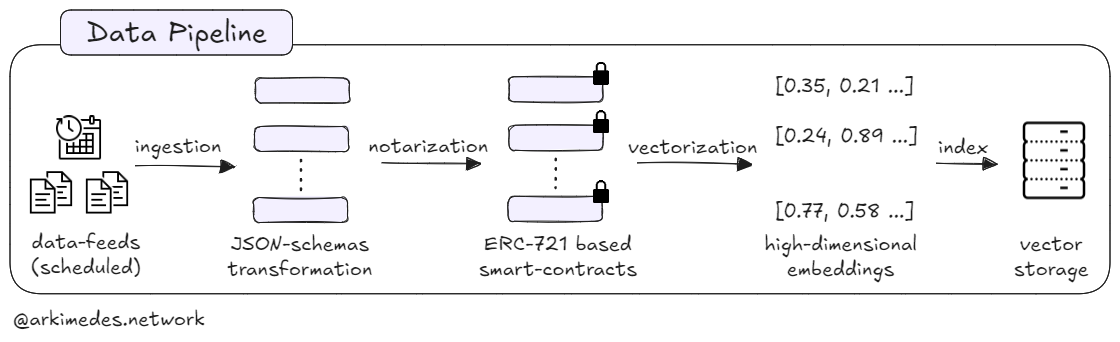 Data Pipeline
ingestion
notarization
vectorization
index
[0.35, 0.21 ...]
[0.24, 0.89 ...]
[0.77, 0.58 ...]
data-feeds
(scheduled)
JSON-schemas
transformation
ERC-721 based
smart-contracts
high-dimensional
embeddings
vector
storage
@arkimedes.network